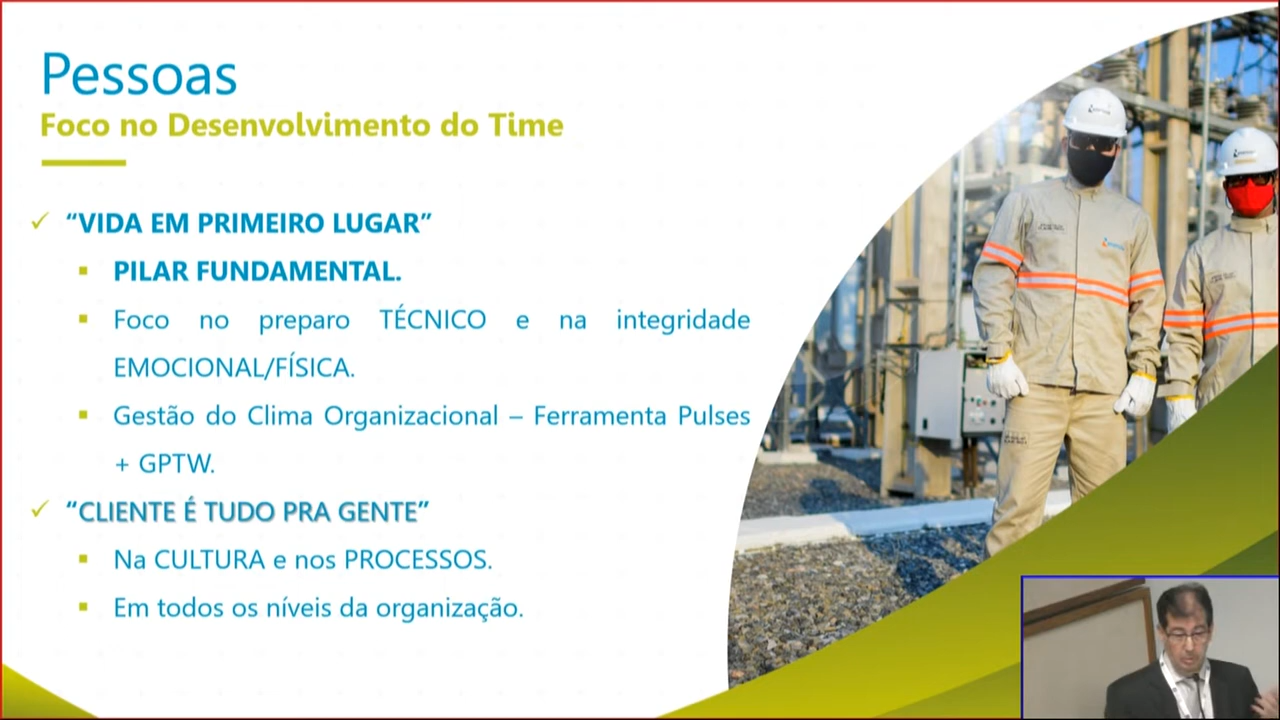 Pessoas
Foco no Desenvolvimento do Time
“VIDA EM PRIMEIRO LUGAR”
PILAR FUNDAMENTAL.
Foco no preparo TÉCNICO e na integridade
EMOCIONAL/FÍSICA.
Gestão do Clima Organizacional – Ferramenta Pulses
+ GPTW.
“CLIENTE É TUDO PRA GENTE”
Na CULTURA e nos PROCESSOS.
Em todos os níveis da organização.